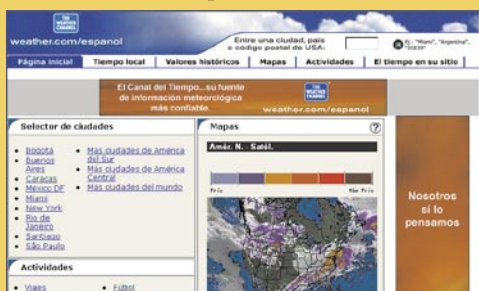 THE WEATHER CHANNEL
weather.com/espanol
Entre una ciudad, país
o código postal de USA:
Ej.: "Miami", "Argentina",
Página inicial
Tiempo local
Valores históricos
Mapas
Actividades
El tiempo en su sitio
El Canal del Tiempo...su fuente
de información meteorológica
más confiable.
THE WEATHER CHANNEL
weather.com/espanol
Selector de ciudades
Bogotá
Buenos
Aires
Caracas
México DF
Miami
New York
Rio de
Janeiro
Santiago
São Paulo
Más ciudades de América
del Sur
Más ciudades de América
Central
Más ciudades del mundo
Actividades
Viajes
Fútbol
Mapas
?
Amér. N. - Satél.
Frío
Nosotros
sí lo
pensamos